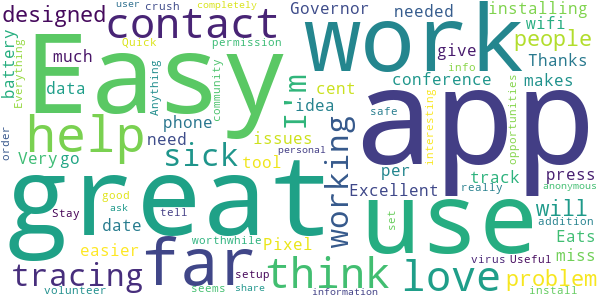 user crush completely
designed contact Governor needed installing
Quick permission wifi
battery Everything much Easy work people
Thanks
give info
data Anything community I'm cent conference makes
phone idea app
help safe
order need. issues opportunities
interesting
Very go sick tool personal working per track press
Excellent really anonymous
great use will addition
good
Stay ask tell set
date far worthwhile Eats
easier Pixel miss
tracing setup think love virus Useful problem
volunteer seems share information install